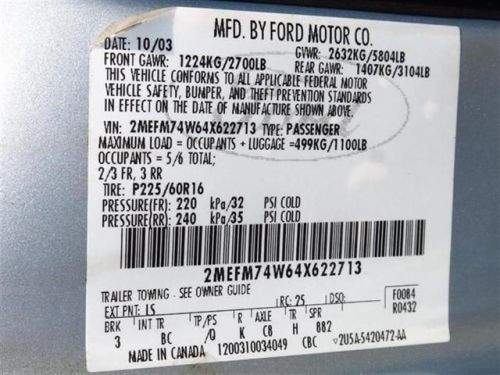 MFD. BY FORD MOTOR CO.
DATE: 10/03 GVWR: 2632KG/5804LB
FRONT GAWR: 1224KG/2700LB REAR GAWR: 1407KG/3104LB
THIS VEHICLE CONFORMS TO ALL APPLICABLE FEDERAL MOTOR
VEHICLE SAFETY, BUMPER, AND THEFT PREVENTION STANDARDS
IN EFFECT ON THE DATE OF MANUFACTURE SHOWN ABOVE.
VIN: 2MEFM74W64X622713 TYPE: PASSENGER
MAXIMUM LOAD = OCCUPANTS + LUGGAGE =499KG/1100LB
OCCUPANTS = 5/6 TOTAL;
2/3 FR, 3 RR
TIRE: P225/60R16
PRESSURE(FR) 220 kPa/32 PSI COLD
PRESSURE(RR) 240 kPa/35 PSI COLD
2MEFM74W64X622713
TRAILER TOWING - SEE OWNER GUIDE
EXT PNT: LS RC: 25 DSO: F0084
BRK INT TR TP/PS R AXLE TR SPR R0432
3 BC /Q K C8 H 882
MADE IN CANADA 1200310034049 CBC ▽2U5A-5420472-AA